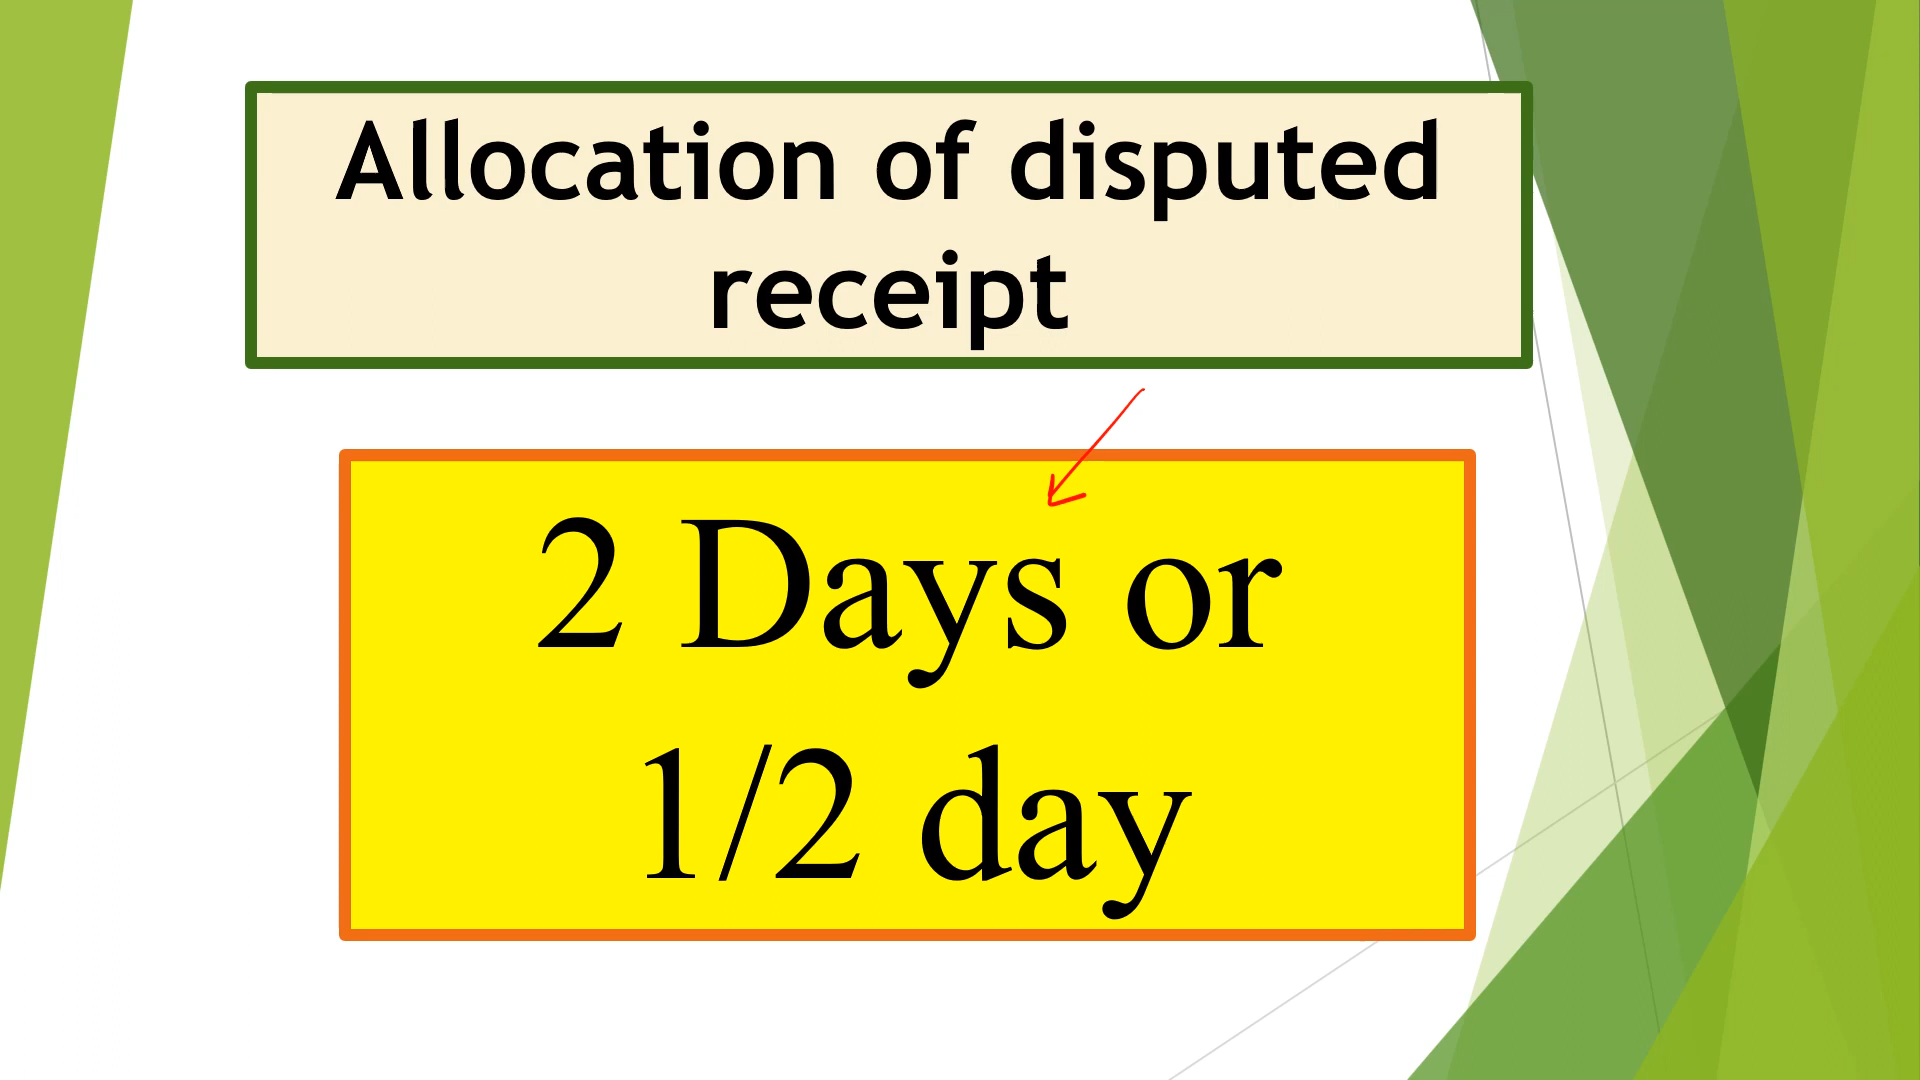 Allocation of disputed
receipt
2 Days or
1/2 day